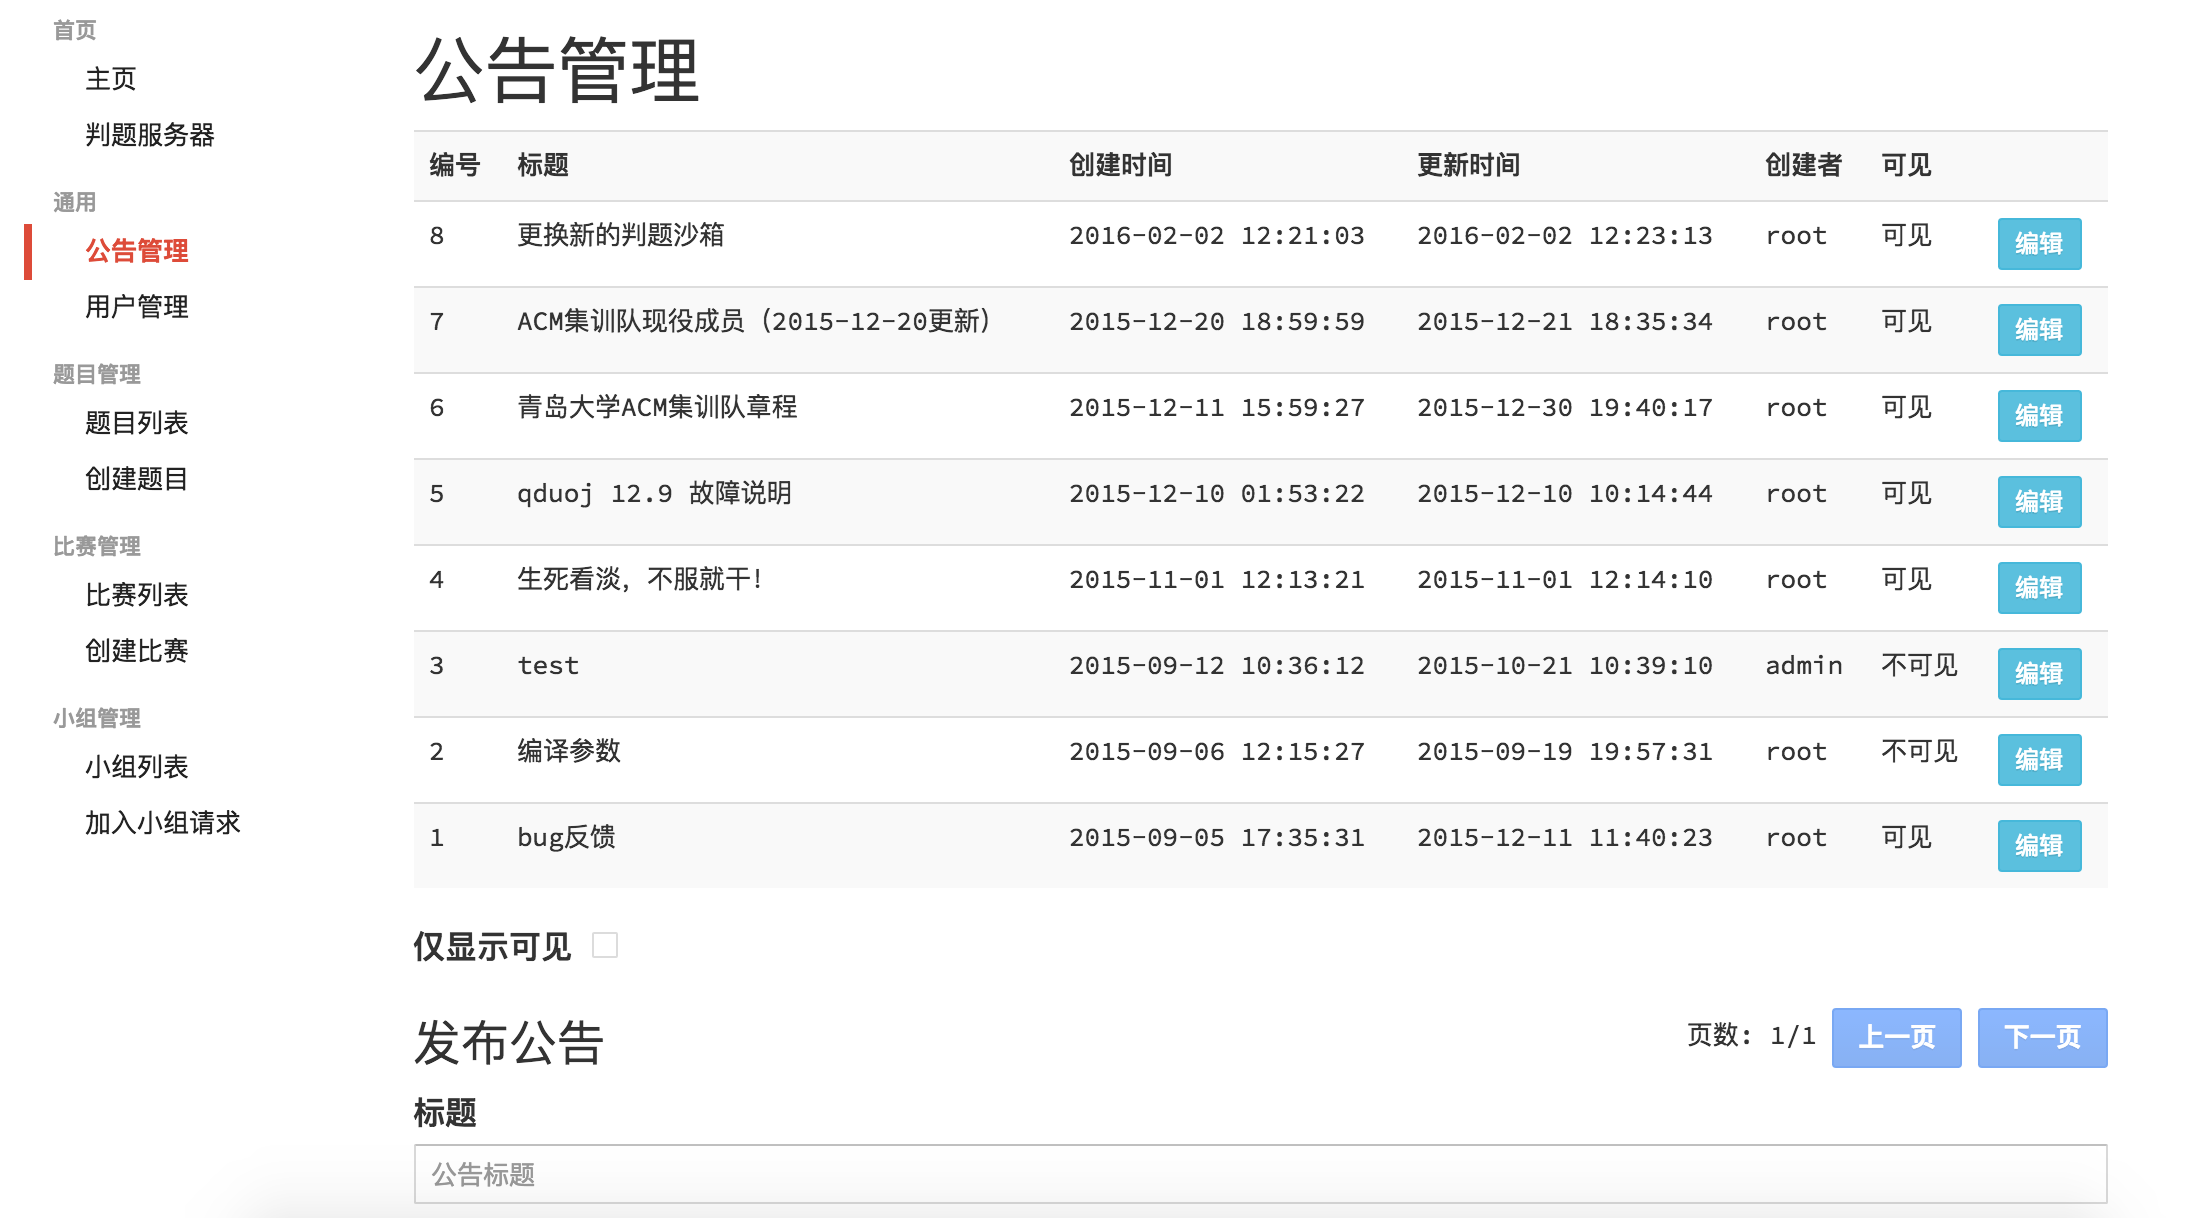 首页
主页
判题服务器
通用
公告管理
用户管理
题目管理
题目列表
创建题目
比赛管理
比赛列表
创建比赛
小组管理
小组列表
加入小组请求
公告管理
编号 标题 创建时间 更新时间 创建者 可见
8 更换新的判题沙箱 2016-02-02 12:21:03 2016-02-02 12:23:13 root 可见 编辑
7 ACM集训队现役成员（2015-12-20更新） 2015-12-20 18:59:59 2015-12-21 18:35:34 root 可见 编辑
6 青岛大学ACM集训队章程 2015-12-11 15:59:27 2015-12-30 19:40:17 root 可见 编辑
5 qduoj 12.9 故障说明 2015-12-10 01:53:22 2015-12-10 10:14:44 root 可见 编辑
4 生死看淡，不服就干！ 2015-11-01 12:13:21 2015-11-01 12:14:10 root 可见 编辑
3 test 2015-09-12 10:36:12 2015-10-21 10:39:10 admin 不可见 编辑
2 编译参数 2015-09-06 12:15:27 2015-09-19 19:57:31 root 不可见 编辑
1 bug反馈 2015-09-05 17:35:31 2015-12-11 11:40:23 root 可见 编辑
仅显示可见
页数: 1/1 上一页 下一页
发布公告
标题
公告标题